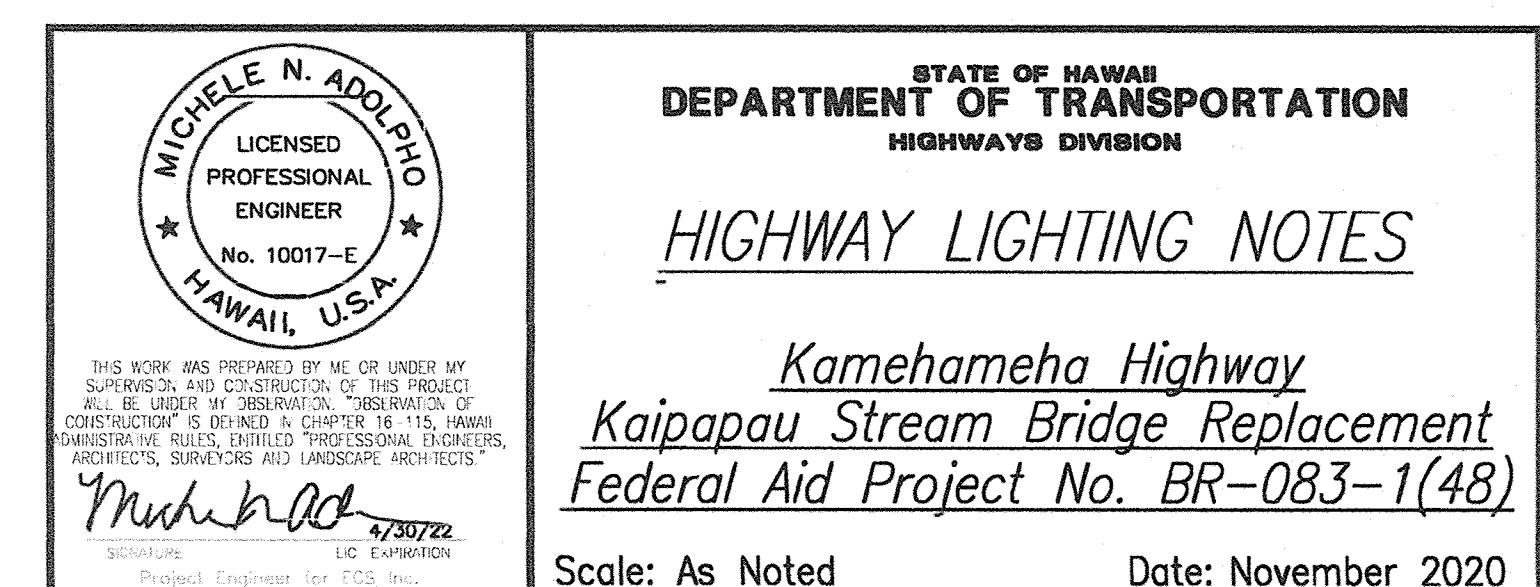 MICHELE N. ADOLPHO
LICENSED
PROFESSIONAL
ENGINEER
No. 10017-E
HAWAII, U.S.A.
THIS WORK WAS PREPARED BY ME OR UNDER MY
SUPERVISION AND CONSTRUCTION OF THIS PROJECT
WILL BE UNDER MY OBSERVATION. "OBSERVATION OF
CONSTRUCTION" IS DEFINED IN CHAPTER 16-115, HAWAII
ADMINISTRATIVE RULES, ENTITLED "PROFESSIONAL ENGINEERS,
ARCHITECTS, SURVEYORS AND LANDSCAPE ARCHITECTS."
4/30/22
SIGNATURE LIC EXPIRATION
Project Engineer for ECS, Inc.
STATE OF HAWAII
DEPARTMENT OF TRANSPORTATION
HIGHWAYS DIVISION
HIGHWAY LIGHTING NOTES
Kamehameha Highway
Kaipapau Stream Bridge Replacement
Federal Aid Project No. BR-083-1(48)
Scale: As Noted Date: November 2020